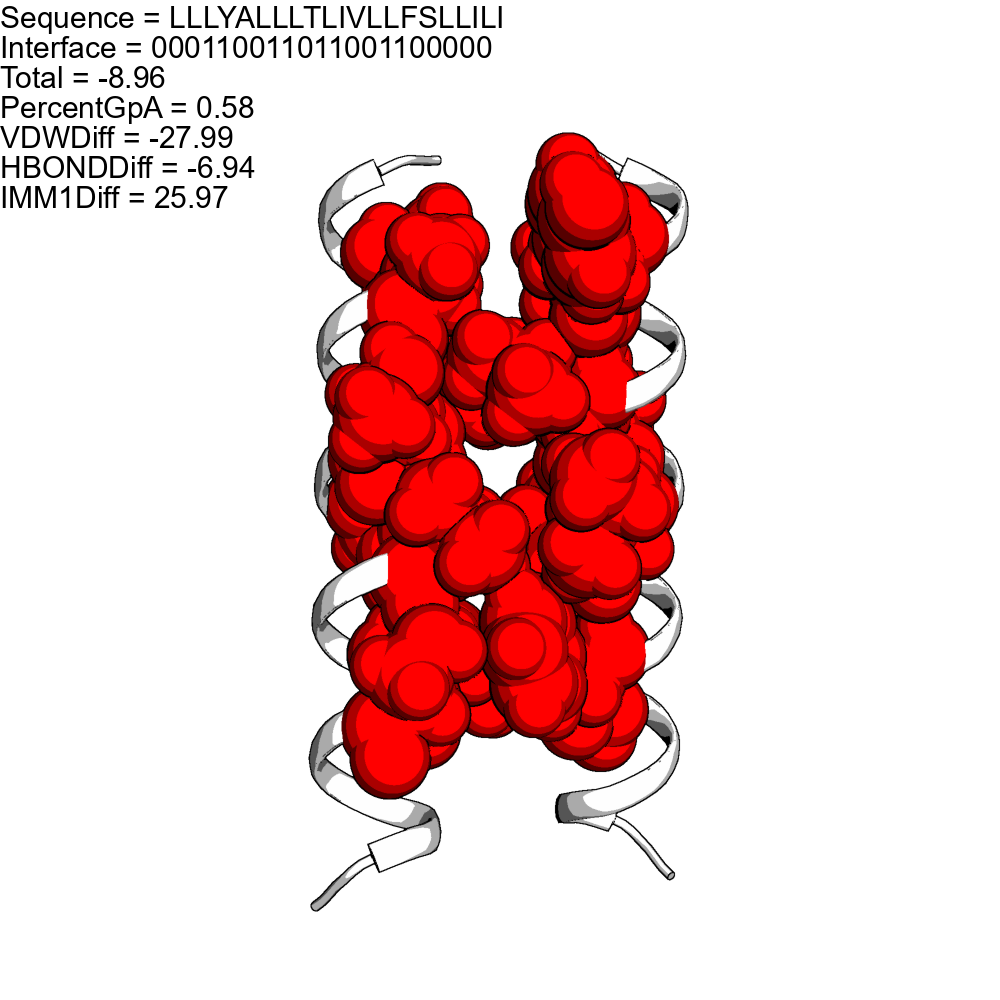 Sequence = LLLYALLLTLIVLLFSLLILI
Interface = 000110011011001100000
Total = -8.96
PercentGpA = 0.58
VDWDiff = -27.99
HBONDDiff = -6.94
IMM1Diff = 25.97